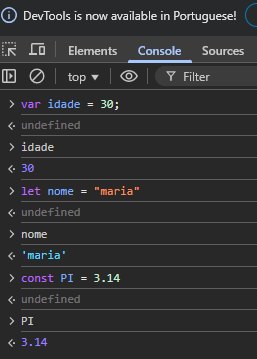 DevTools is now available in Portuguese!
Elements Console Sources
top Filter
> var idade = 30;
undefined
> idade
30
> let nome = "maria"
undefined
> nome
'maria'
> const PI = 3.14
undefined
> PI
3.14